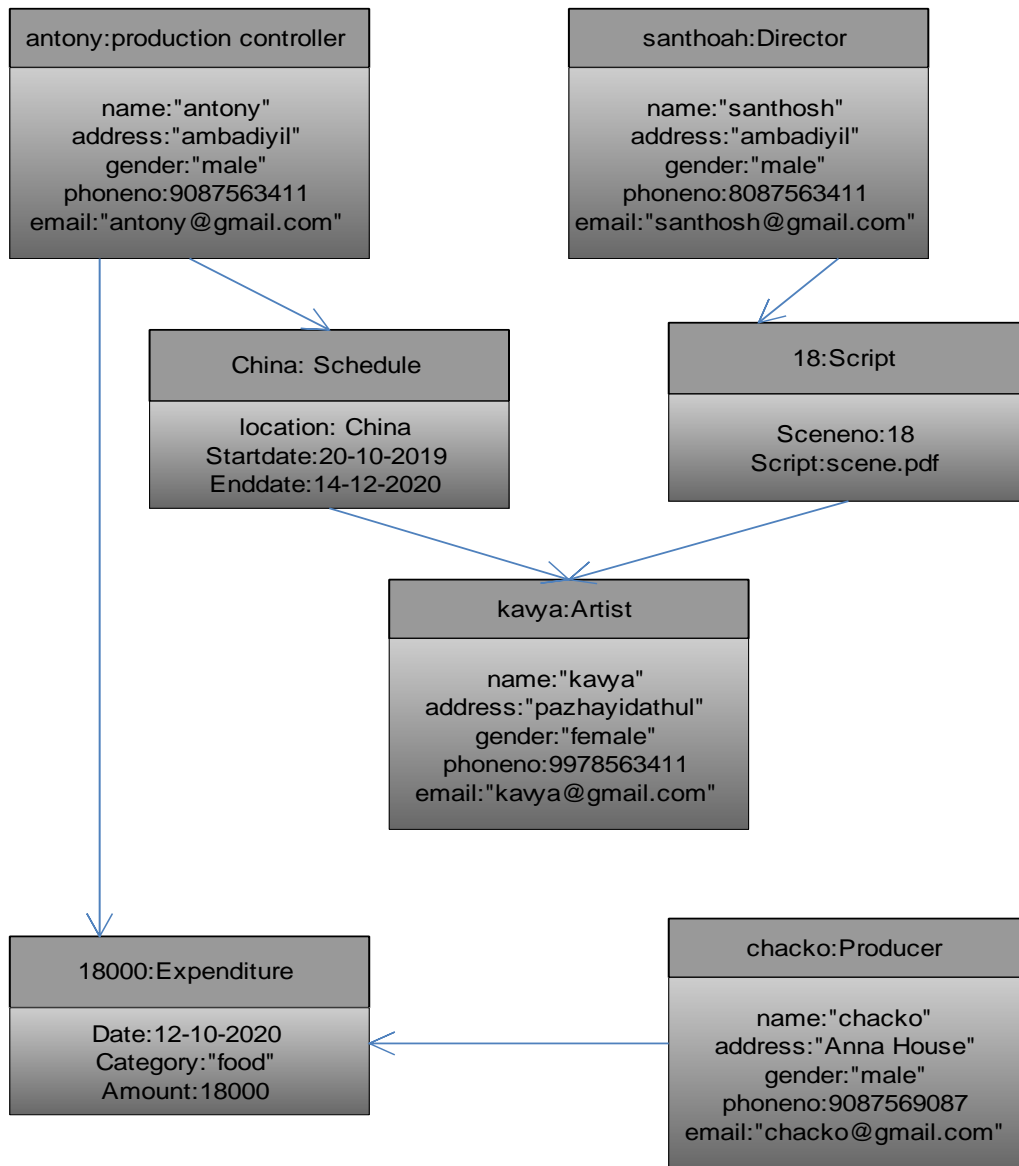 antony:production controller
name:"antony"
address:"ambadiyil"
gender:"male"
phoneno:9087563411
email:"antony@gmail.com"
santhoah:Director
name:"santhosh"
address:"ambadiyil"
gender:"male"
phoneno:8087563411
email:"santhosh@gmail.com"
China: Schedule
location: China
Startdate:20-10-2019
Enddate:14-12-2020
18:Script
Sceneno:18
Script:scene.pdf
kavya:Artist
name:"kavya"
address:"pazhayidathul"
gender:"female"
phoneno:9978563411
email:"kavya@gmail.com"
18000:Expenditure
Date:12-10-2020
Category:"food"
Amount:18000
chacko:Producer
name:"chacko"
address:"Anna House"
gender:"male"
phoneno:9087569087
email:"chacko@gmail.com"